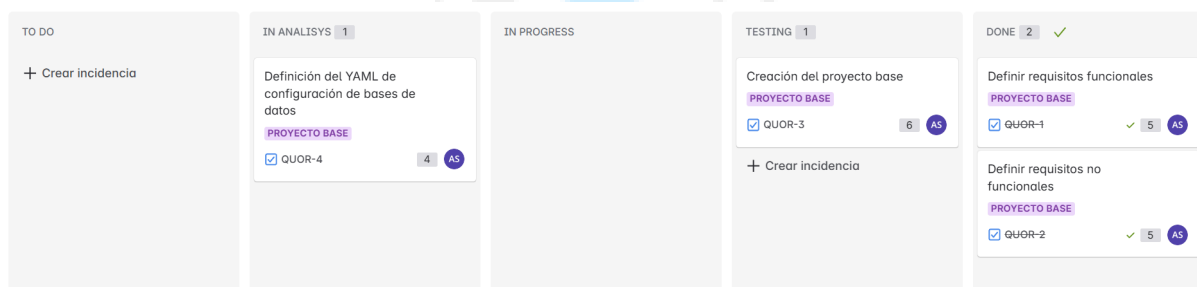 TO DO
+ Crear incidencia
IN ANALISYS 1
Definición del YAML de
configuración de bases de
datos
PROYECTO BASE
QUOR-4 4 AS
IN PROGRESS
TESTING 1
Creación del proyecto base
PROYECTO BASE
QUOR-3 6 AS
+ Crear incidencia
DONE 2
Definir requisitos funcionales
PROYECTO BASE
QUOR-1 5 AS
Definir requisitos no
funcionales
PROYECTO BASE
QUOR-2 5 AS